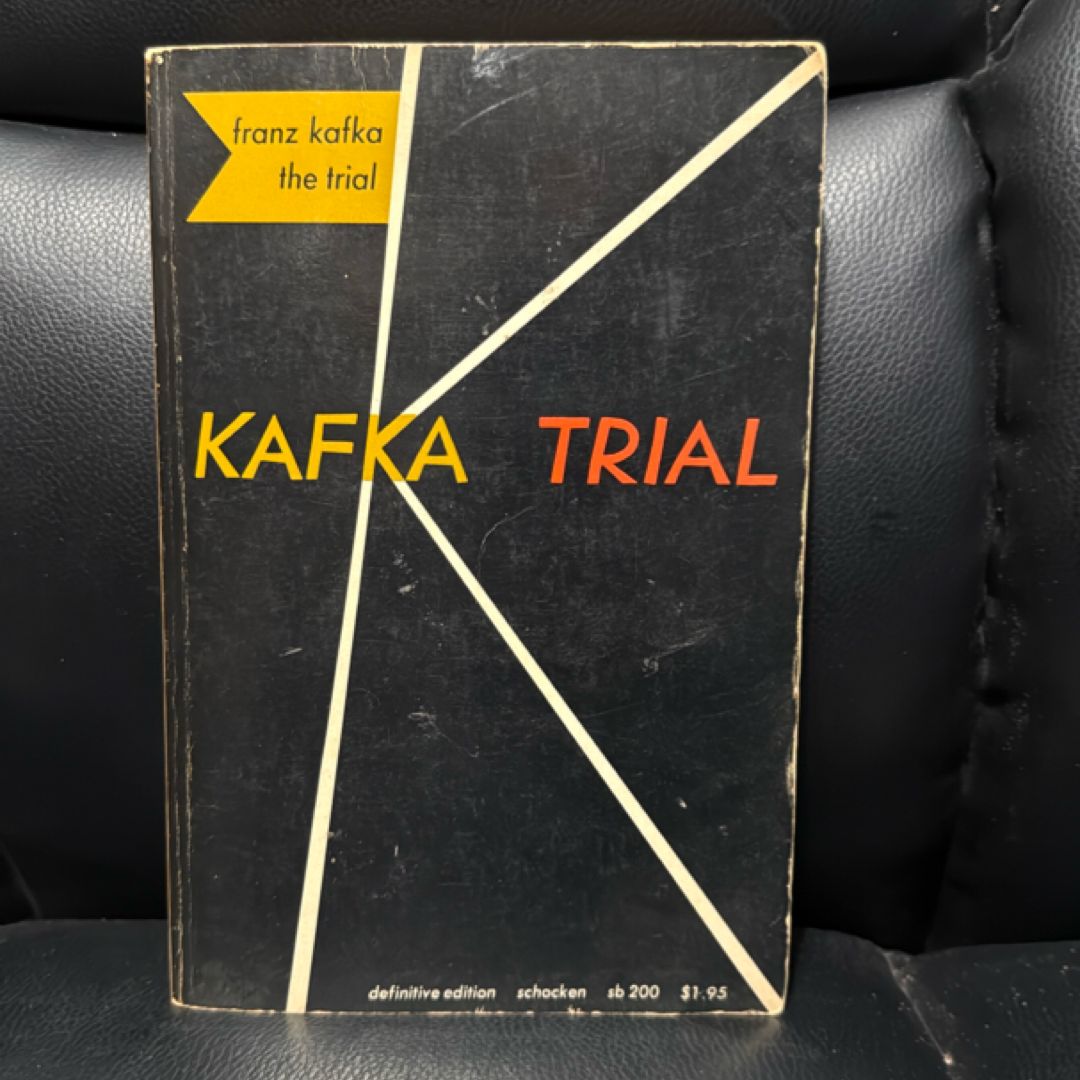 franz kafka
the trial
KAFKA TRIAL
definitive edition schocken sb 200 $1.95